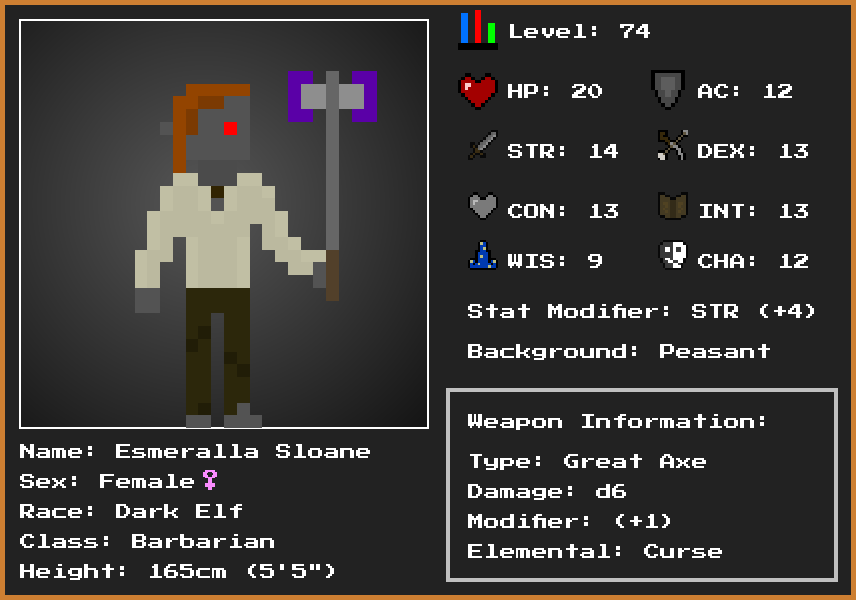 Level: 74
HP: 20 AC: 12
STR: 14 DEX: 13
CON: 13 INT: 13
WIS: 9 CHA: 12
Stat Modifier: STR (+4)
Background: Peasant
Name: Esmeralla Sloane
Sex: Female♀
Race: Dark Elf
Class: Barbarian
Height: 165cm (5'5")
Weapon Information:
Type: Great Axe
Damage: d6
Modifier: (+1)
Elemental: Curse